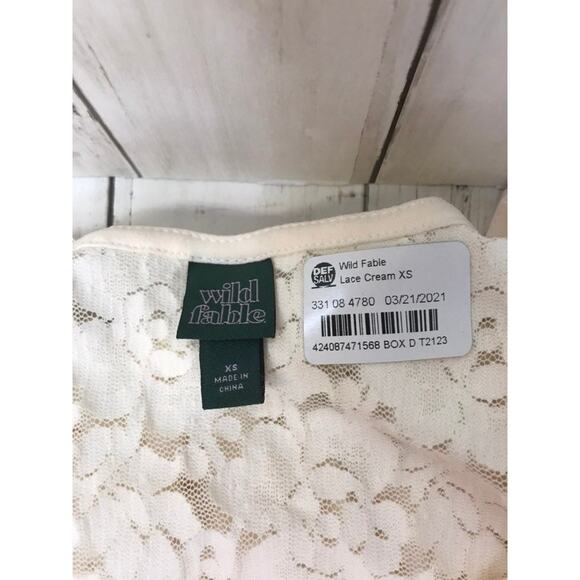 wild
fable
XS
MADE IN
CHINA
DEF
SALV
Wild Fable
Lace Cream XS
331 08 4780 03/21/2021
424087471568 BOX D T2123